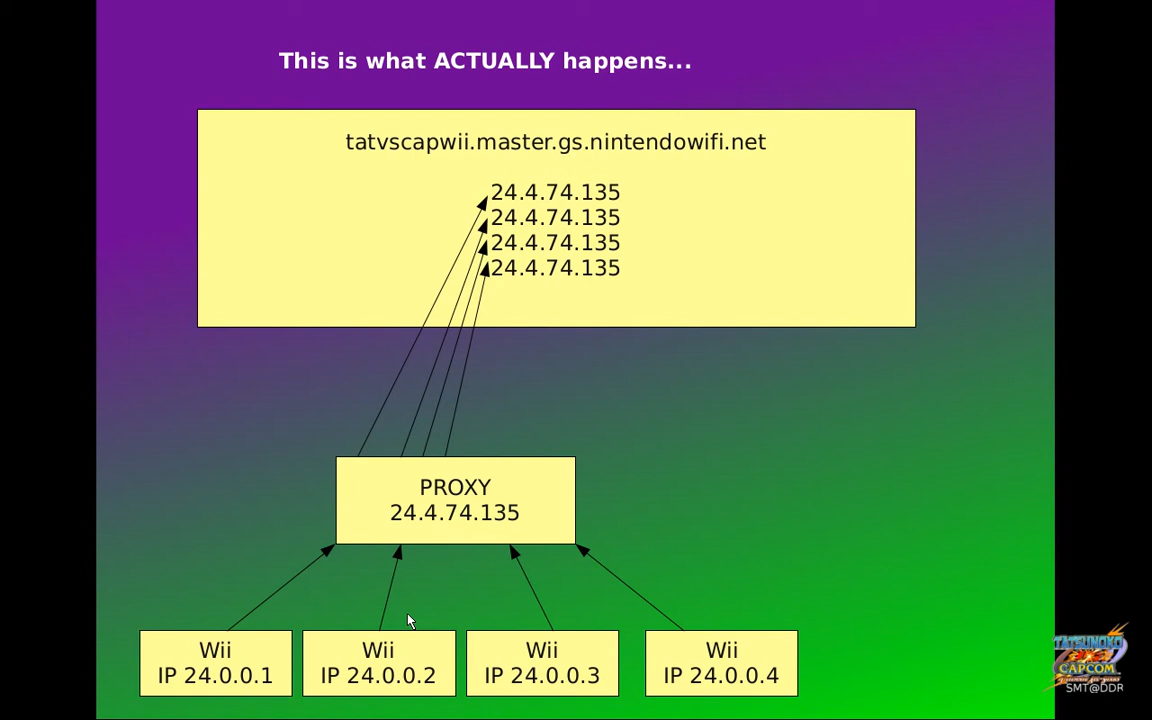 This is what ACTUALLY happens...
tatvscapwii.master.gs.nintendowifi.net
24.4.74.135
24.4.74.135
24.4.74.135
24.4.74.135
PROXY
24.4.74.135
Wii
IP 24.0.0.1
Wii
IP 24.0.0.2
Wii
IP 24.0.0.3
Wii
IP 24.0.0.4
TATSUNOKO
CAPCOM
SMT@DDR